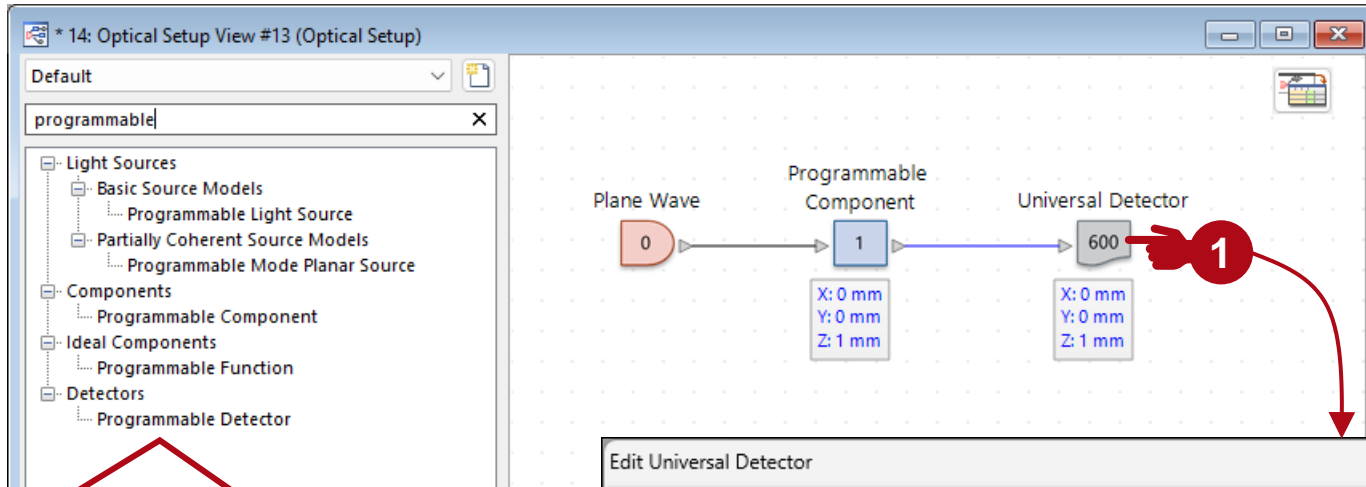 * 14: Optical Setup View #13 (Optical Setup)
Default
programmable
Light Sources
Basic Source Models
Programmable Light Source
Partially Coherent Source Models
Programmable Mode Planar Source
Components
Programmable Component
Ideal Components
Programmable Function
Detectors
Programmable Detector
Plane Wave
0
Programmable
Component
1
X: 0 mm
Y: 0 mm
Z: 1 mm
Universal Detector
600
X: 0 mm
Y: 0 mm
Z: 1 mm
1
Edit Universal Detector